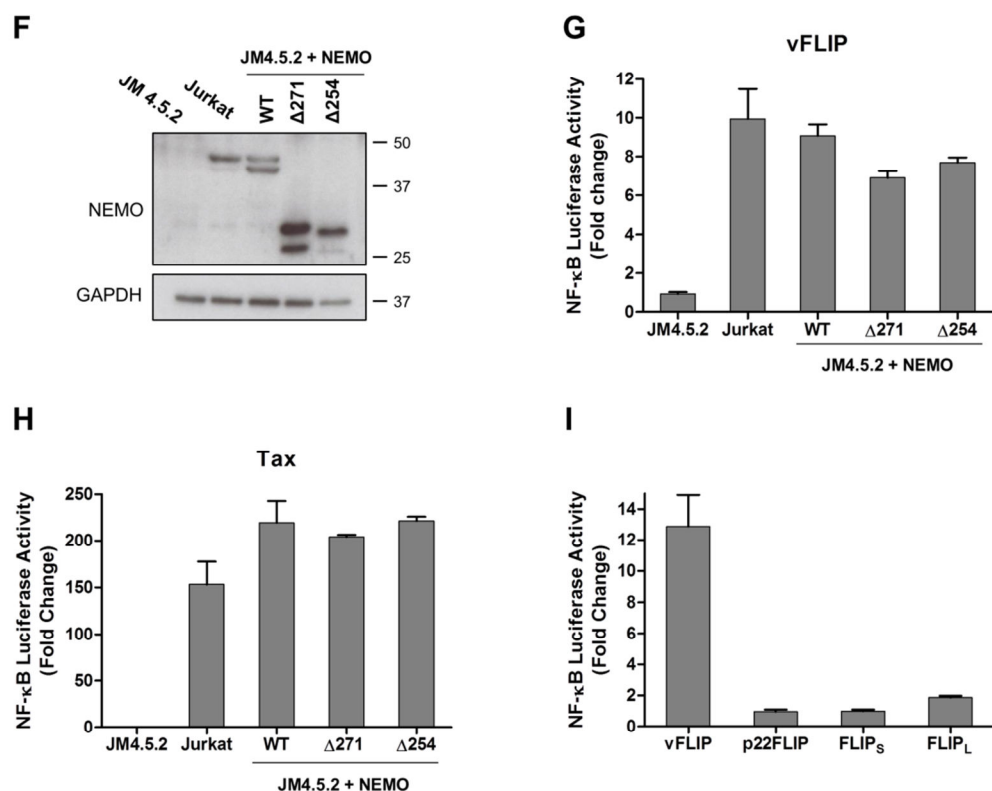 F
JM4.5.2 + NEMO
JM 4.5.2
Jurkat
WT
Δ271
Δ254
NEMO
50
37
25
GAPDH
37
G
vFLIP
NF-κB Luciferase Activity
(Fold change)
12
10
8
6
4
2
0
JM4.5.2 Jurkat WT Δ271 Δ254
JM4.5.2 + NEMO
H
Tax
NF-κB Luciferase Activity
(Fold Change)
250
200
150
100
50
0
JM4.5.2 Jurkat WT Δ271 Δ254
JM4.5.2 + NEMO
I
NF-κB Luciferase Activity
(Fold Change)
14
12
10
8
6
4
2
0
vFLIP p22FLIP FLIPS FLIPL